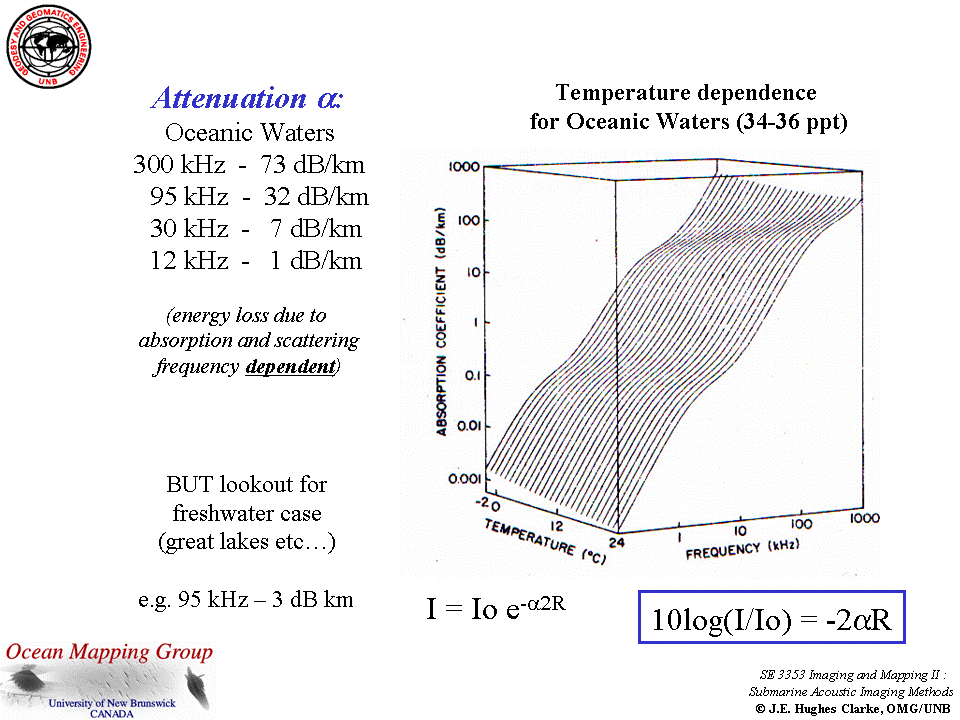 GEODESY AND GEOMATICS ENGINEERING
UNB
Attenuation α:
Oceanic Waters
300 kHz - 73 dB/km
95 kHz - 32 dB/km
30 kHz - 7 dB/km
12 kHz - 1 dB/km
(energy loss due to
absorption and scattering
frequency dependent)
BUT lookout for
freshwater case
(great lakes etc…)
e.g. 95 kHz – 3 dB km
Temperature dependence
for Oceanic Waters (34-36 ppt)
ABSORPTION COEFFICIENT (dB/km)
1000
100
10
1
0.1
0.01
0.001
-2 0
12
24
TEMPERATURE (°C)
1
10
100
1000
FREQUENCY (kHz)
I = Io e-α2R
10log(I/Io) = -2αR
Ocean Mapping Group
University of New Brunswick
CANADA
SE 3353 Imaging and Mapping II :
Submarine Acoustic Imaging Methods
© J.E. Hughes Clarke, OMG/UNB